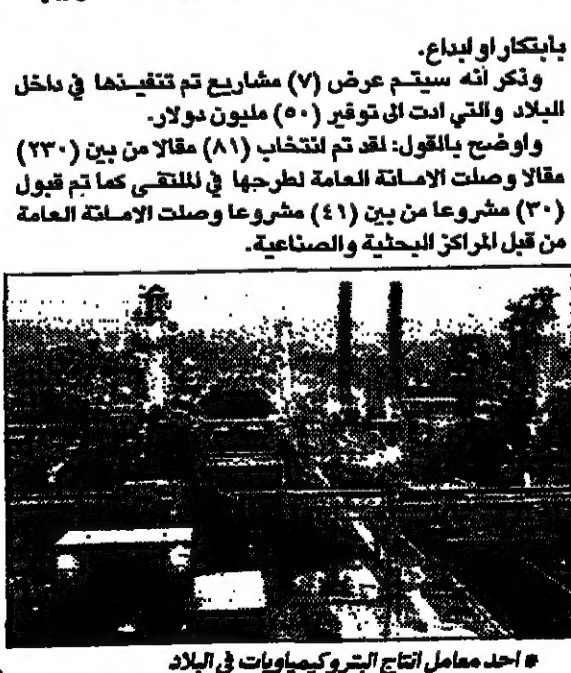 بابتكار او ابداع.
وذكر انه سيتم عرض (٧) مشاريع تم تنفيذها في داخل
البلاد والتي ادت الى توفير (٥٠) مليون دولار.
واوضح بالقول: لقد تم انتخاب (٨١) مقالا من بين (٢٣٠)
مقالا وصلت الامانة العامة لطرحها في الملتقى كما تم قبول
(٣٠) مشروعا من بين (٤١) مشروعا وصلت الامانة العامة
من قبل المراكز البحثية والصناعية.
* احد معامل انتاج البتروكيمياويات في البلاد